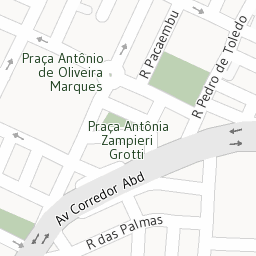 Praça Antônio
de Oliveira
Marques
R Pacaembu
R Pedro de Toledo
Praça Antônia
Zampieri
Grotti
Av Corredor Abd
R das Palmas